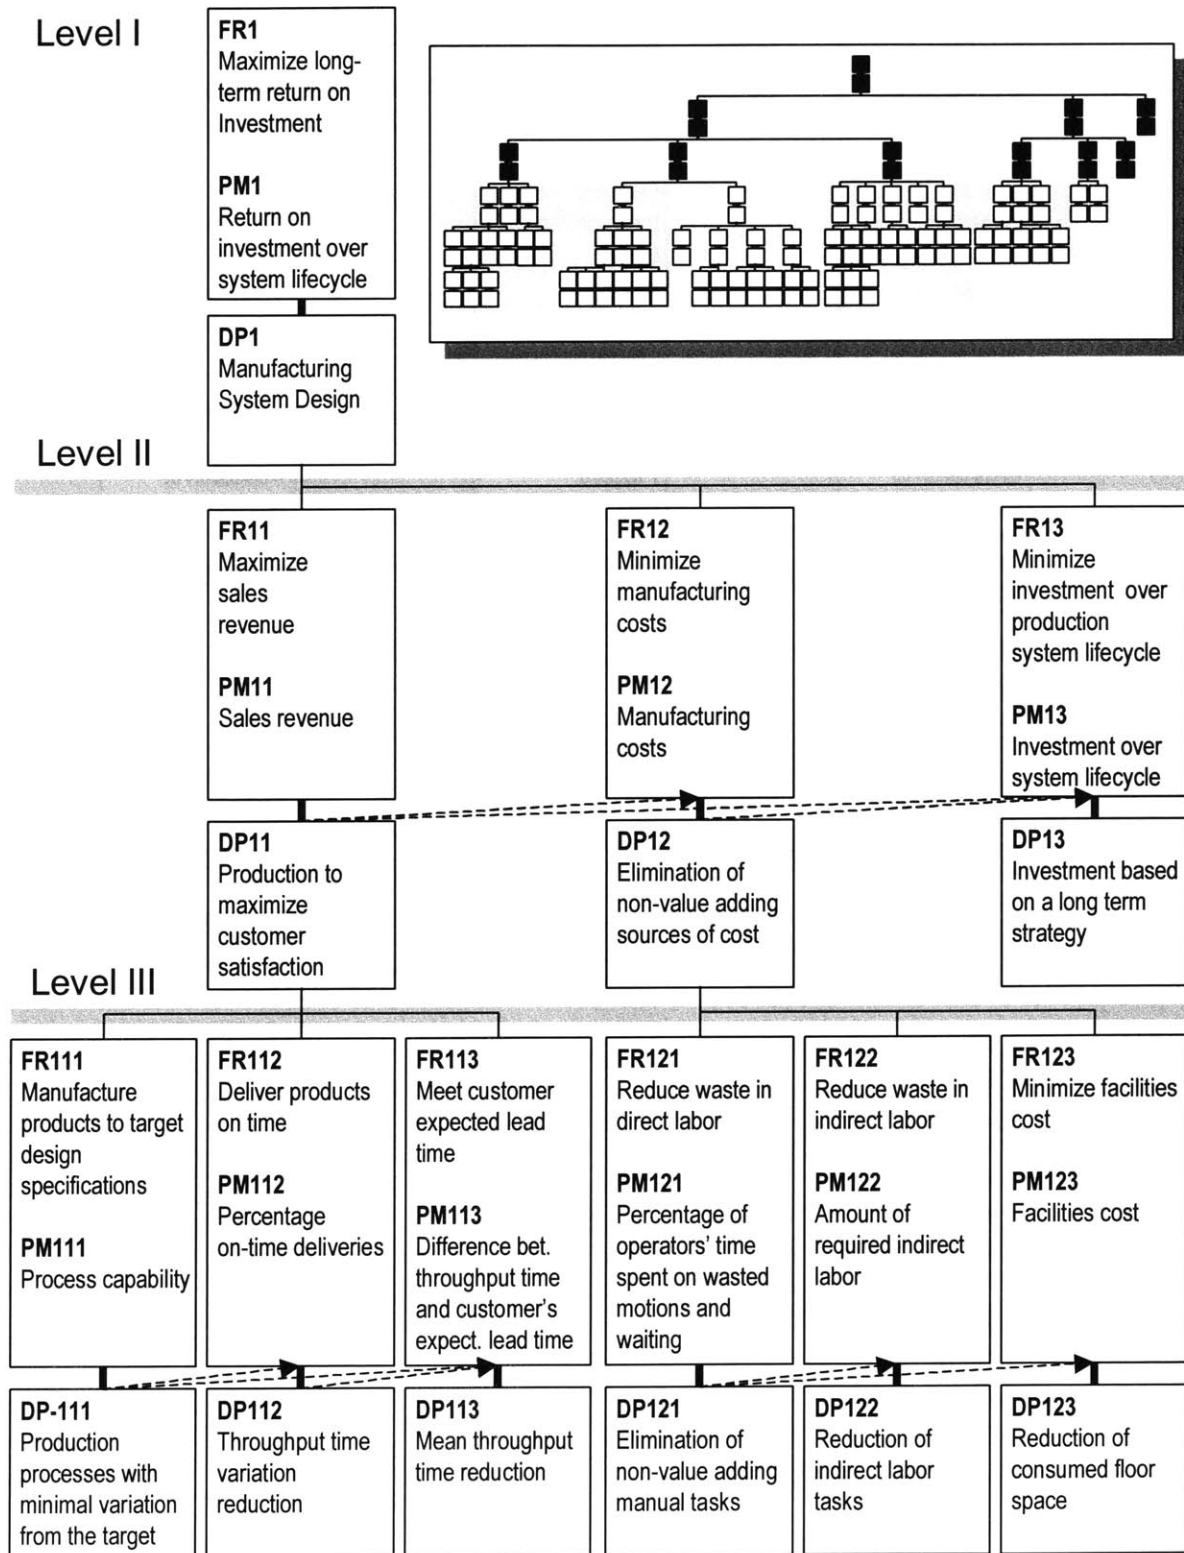 Level I
FR1
Maximize long-
term return on
Investment
PM1
Return on
investment over
system lifecycle
DP1
Manufacturing
System Design
Level II
FR11
Maximize
sales
revenue
PM11
Sales revenue
FR12
Minimize
manufacturing
costs
PM12
Manufacturing
costs
FR13
Minimize
investment over
production
system lifecycle
PM13
Investment over
system lifecycle
DP11
Production to
maximize
customer
satisfaction
DP12
Elimination of
non-value adding
sources of cost
DP13
Investment based
on a long term
strategy
Level III
FR111
Manufacture
products to target
design
specifications
PM111
Process capability
FR112
Deliver products
on time
PM112
Percentage
on-time deliveries
FR113
Meet customer
expected lead
time
PM113
Difference bet.
throughput time
and customer's
expect. lead time
FR121
Reduce waste in
direct labor
PM121
Percentage of
operators' time
spent on wasted
motions and
waiting
FR122
Reduce waste in
indirect labor
PM122
Amount of
required indirect
labor
FR123
Minimize facilities
cost
PM123
Facilities cost
DP-111
Production
processes with
minimal variation
from the target
DP112
Throughput time
variation
reduction
DP113
Mean throughput
time reduction
DP121
Elimination of
non-value adding
manual tasks
DP122
Reduction of
indirect labor
tasks
DP123
Reduction of
consumed floor
space